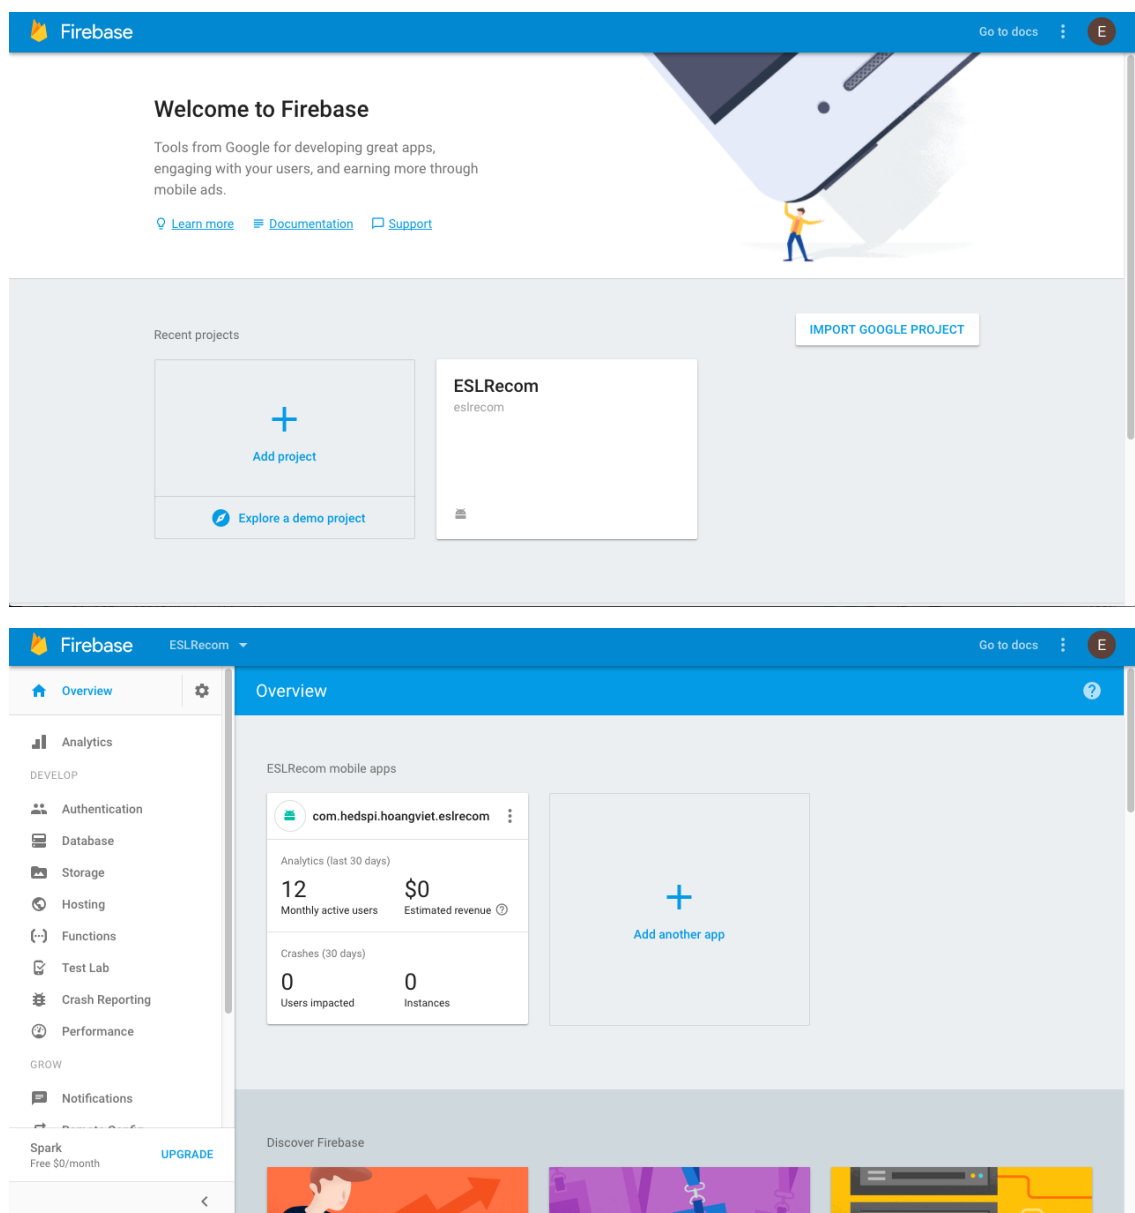 Firebase
Go to docs
E
Welcome to Firebase
Tools from Google for developing great apps,
engaging with your users, and earning more through
mobile ads.
Learn more
Documentation
Support
Recent projects
IMPORT GOOGLE PROJECT
Add project
Explore a demo project
ESLRecom
eslrecom
Firebase
ESLRecom
Go to docs
E
Overview
Analytics
DEVELOP
Authentication
Database
Storage
Hosting
Functions
Test Lab
Crash Reporting
Performance
GROW
Notifications
Spark
Free $0/month
UPGRADE
Overview
ESLRecom mobile apps
com.hedspi.hoangviet.eslrecom
Analytics (last 30 days)
12 $0
Monthly active users Estimated revenue
Crashes (30 days)
0 0
Users impacted Instances
Add another app
Discover Firebase